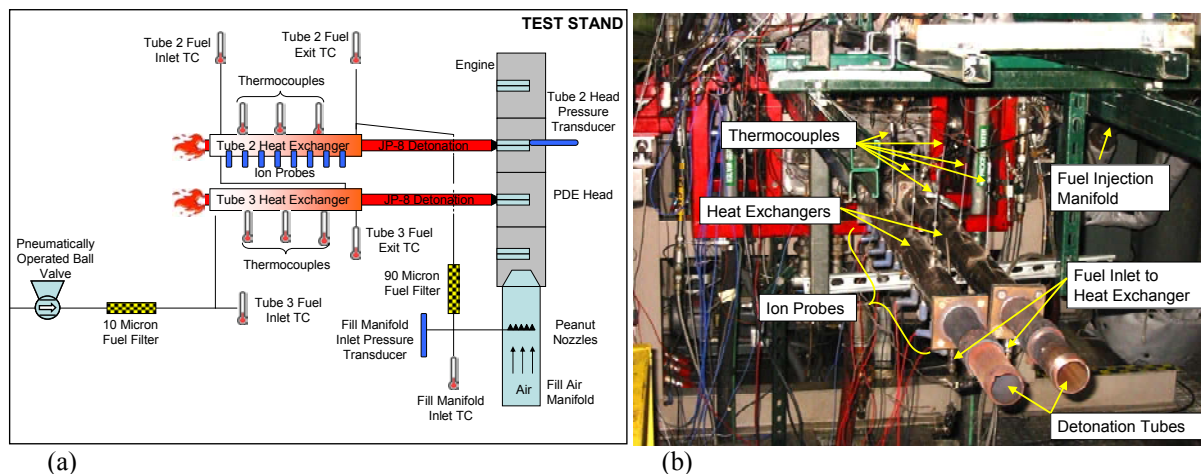 TEST STAND
Tube 2 Fuel
Inlet TC
Tube 2 Fuel
Exit TC
Thermocouples
Engine
Tube 2 Head
Pressure
Transducer
Tube 2 Heat Exchanger
JP-8 Detonation
Ion Probes
Tube 3 Heat Exchanger
JP-8 Detonation
PDE Head
Thermocouples
Tube 3 Fuel
Exit TC
Pneumatically
Operated Ball
Valve
10 Micron
Fuel Filter
Tube 3 Fuel
Inlet TC
90 Micron
Fuel Filter
Fill Manifold
Inlet Pressure
Transducer
Peanut
Nozzles
Air
Fill Air
Manifold
Fill Manifold
Inlet TC
(a)
Thermocouples
Fuel Injection
Manifold
Heat Exchangers
Fuel Inlet to
Heat Exchanger
Ion Probes
Detonation Tubes
(b)